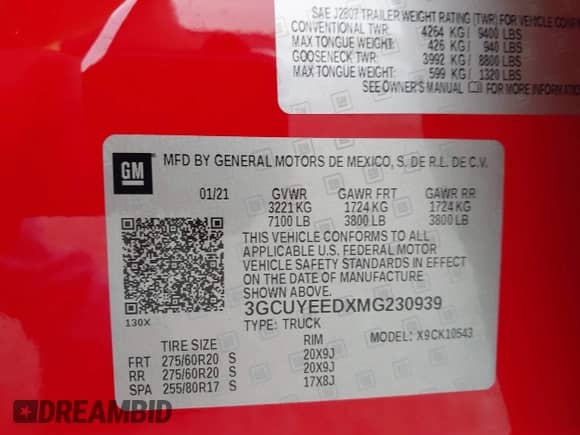 SAE J2807 TRAILER WEIGHT RATING (TWR) FOR VEHICLE
CONVENTIONAL TWR: 4264 KG / 9400 LBS
MAX TONGUE WEIGHT: 426 KG / 940 LBS
GOOSENECK TWR: 3992 KG / 8800 LBS
MAX TONGUE WEIGHT: 599 KG / 1320 LBS
SEE OWNER'S MANUAL FOR MORE INFORMATION
GM MFD BY GENERAL MOTORS DE MEXICO, S. DE R.L. DE C.V.
01/21 GVWR GAWR FRT GAWR RR
3221 KG 1724 KG 1724 KG
7100 LB 3800 LB 3800 LB
THIS VEHICLE CONFORMS TO ALL
APPLICABLE U.S. FEDERAL MOTOR
VEHICLE SAFETY STANDARDS IN EFFECT
ON THE DATE OF MANUFACTURE
SHOWN ABOVE.
130X
3GCUYEEDXMG230939
TYPE: TRUCK MODEL: X9CK10543
TIRE SIZE RIM
FRT 275/60R20 S 20X9J
RR 275/60R20 S 20X9J
SPA 255/80R17 S 17X8J
DREAMBID